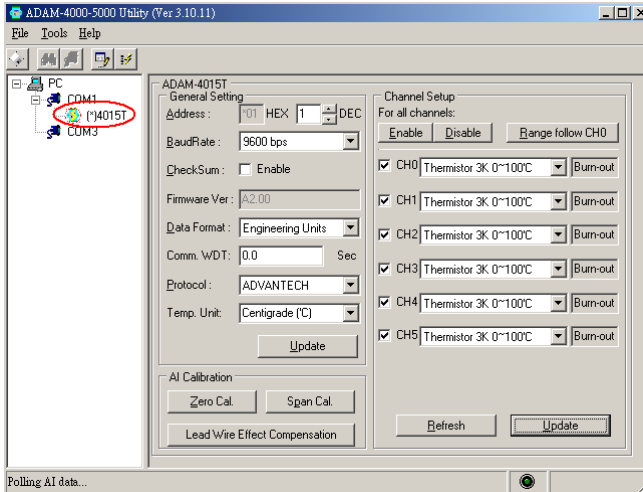 ADAM-4000-5000 Utility (Ver 3.10.11)
File Tools Help
PC
COM1
(*)4015T
COM3
ADAM-4015T
General Setting
Address : *01 HEX 1 DEC
BaudRate : 9600 bps
CheckSum : Enable
Firmware Ver : A2.00
Data Format : Engineering Units
Comm. WDT: 0.0 Sec
Protocol : ADVANTECH
Temp. Unit: Centigrade (℃)
Update
AI Calibration
Zero Cal. Span Cal.
Lead Wire Effect Compensation
Channel Setup
For all channels:
Enable Disable Range follow CH0
CH0 Thermistor 3K 0~100℃ Burn-out
CH1 Thermistor 3K 0~100℃ Burn-out
CH2 Thermistor 3K 0~100℃ Burn-out
CH3 Thermistor 3K 0~100℃ Burn-out
CH4 Thermistor 3K 0~100℃ Burn-out
CH5 Thermistor 3K 0~100℃ Burn-out
Refresh Update
Polling AI data...